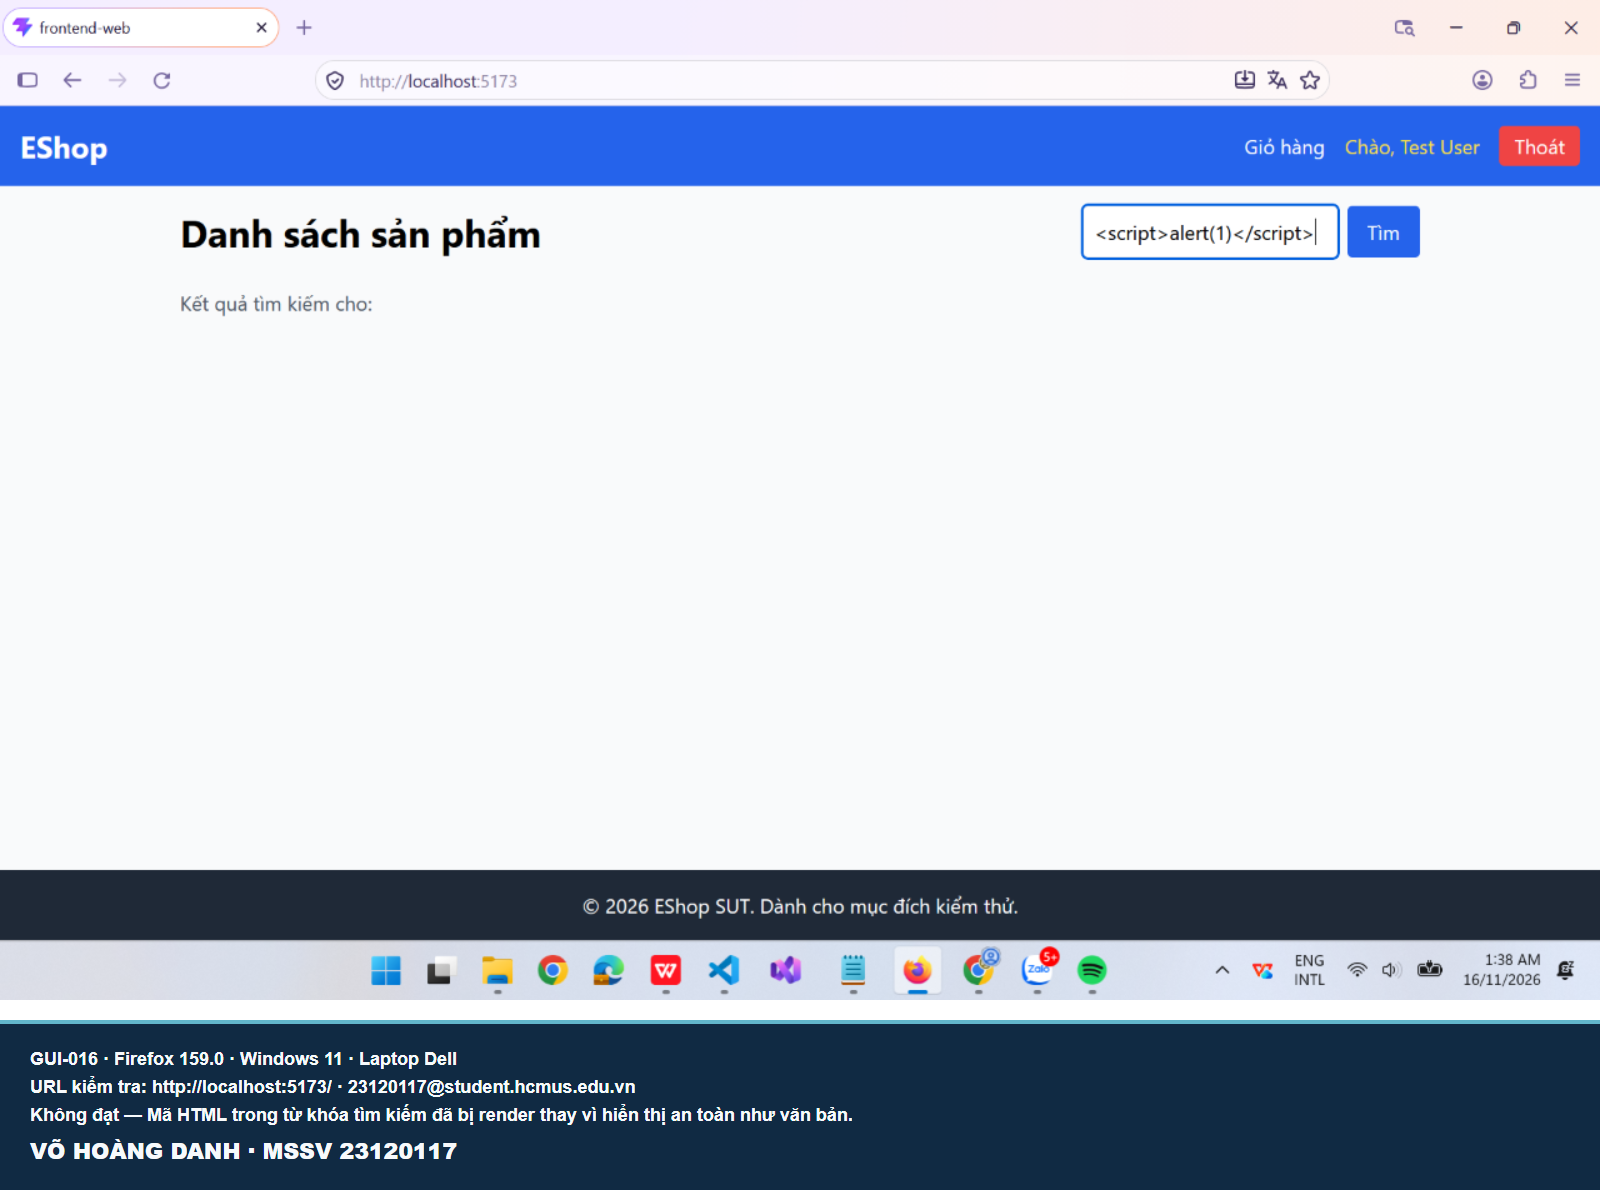 frontend-web
http://localhost:5173
EShop
Giỏ hàng
Chào, Test User
Thoát
Danh sách sản phẩm
<script>alert(1)</script>
Tìm
Kết quả tìm kiếm cho:
© 2026 EShop SUT. Dành cho mục đích kiểm thử.
Zalo
5+
ENG
INTL
1:38 AM
16/11/2026
GUI-016 · Firefox 159.0 · Windows 11 · Laptop Dell
URL kiểm tra: http://localhost:5173/ · 23120117@student.hcmus.edu.vn
Không đạt — Mã HTML trong từ khóa tìm kiếm đã bị render thay vì hiển thị an toàn như văn bản.
VÕ HOÀNG DANH · MSSV 23120117